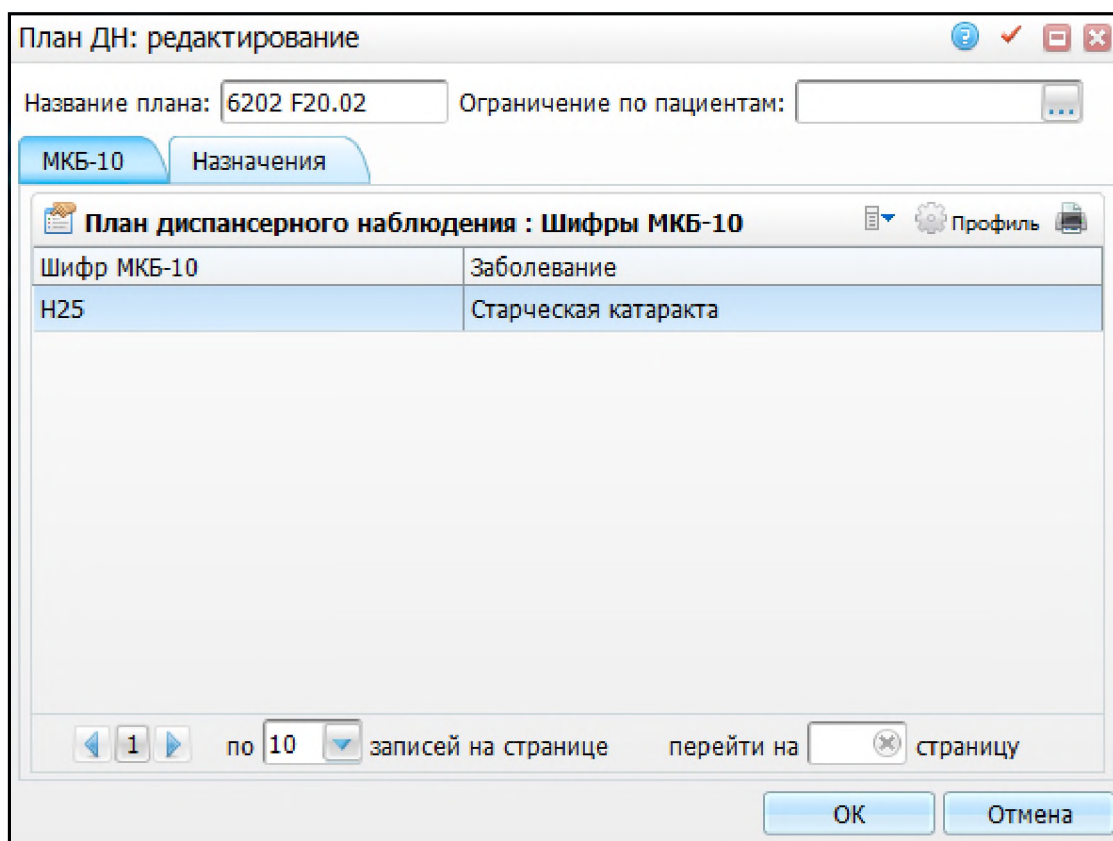 План ДН: редактирование
Название плана: 6202 F20.02 Ограничение по пациентам: ...
МКБ-10 Назначения
План диспансерного наблюдения : Шифры МКБ-10 Профиль
Шифр МКБ-10 Заболевание
H25 Старческая катаракта
1 по 10 записей на странице перейти на страницу
ОК Отмена